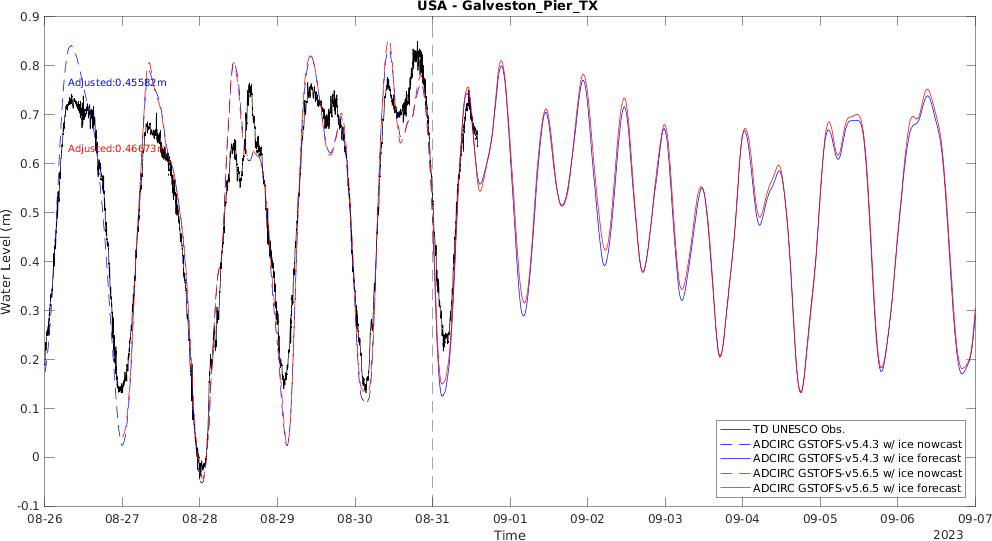 USA - Galveston_Pier_TX
Water Level (m)
0.9
0.8
0.7
0.6
0.5
0.4
0.3
0.2
0.1
0
-0.1
Adjusted:0.45582m
Adjusted:0.46673m
TD UNESCO Obs.
ADCIRC GSTOFS-v5.4.3 w/ ice nowcast
ADCIRC GSTOFS-v5.4.3 w/ ice forecast
ADCIRC GSTOFS-v5.6.5 w/ ice nowcast
ADCIRC GSTOFS-v5.6.5 w/ ice forecast
08-26 08-27 08-28 08-29 08-30 08-31 09-01 09-02 09-03 09-04 09-05 09-06 09-07
Time
2023